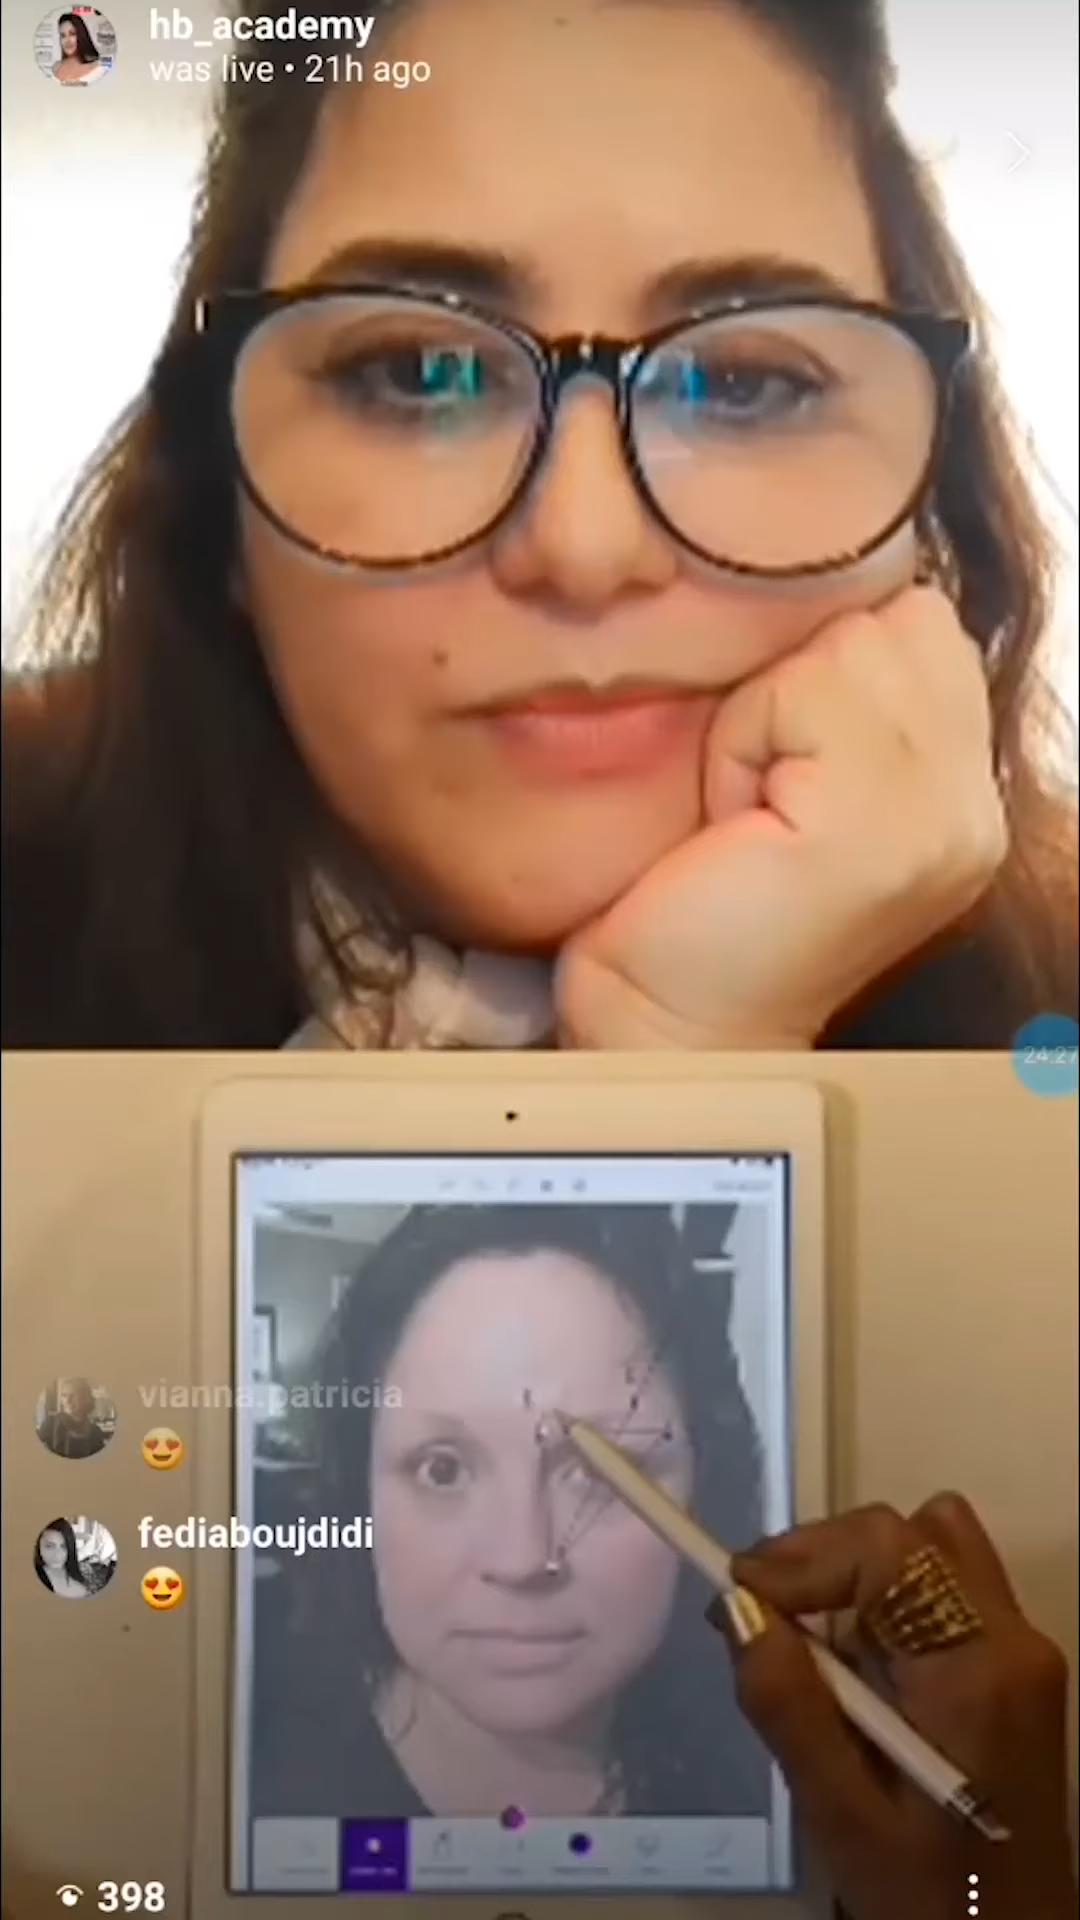 hb_academy
was live • 21h ago
24:27
vianna.patricia
😍
fediaboujdidi
😍
398